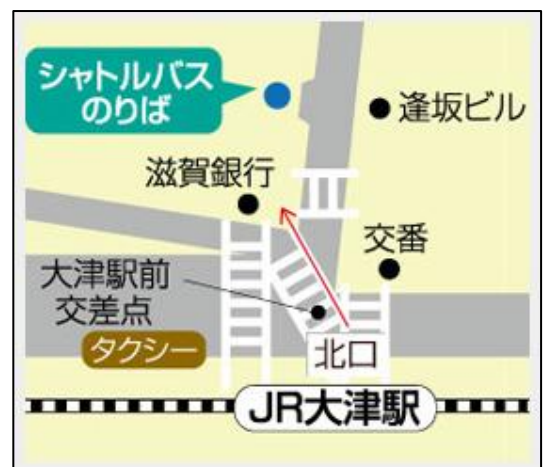 シャトルバス
のりば
逢坂ビル
滋賀銀行
交番
大津駅前
交差点
タクシー
北口
JR大津駅